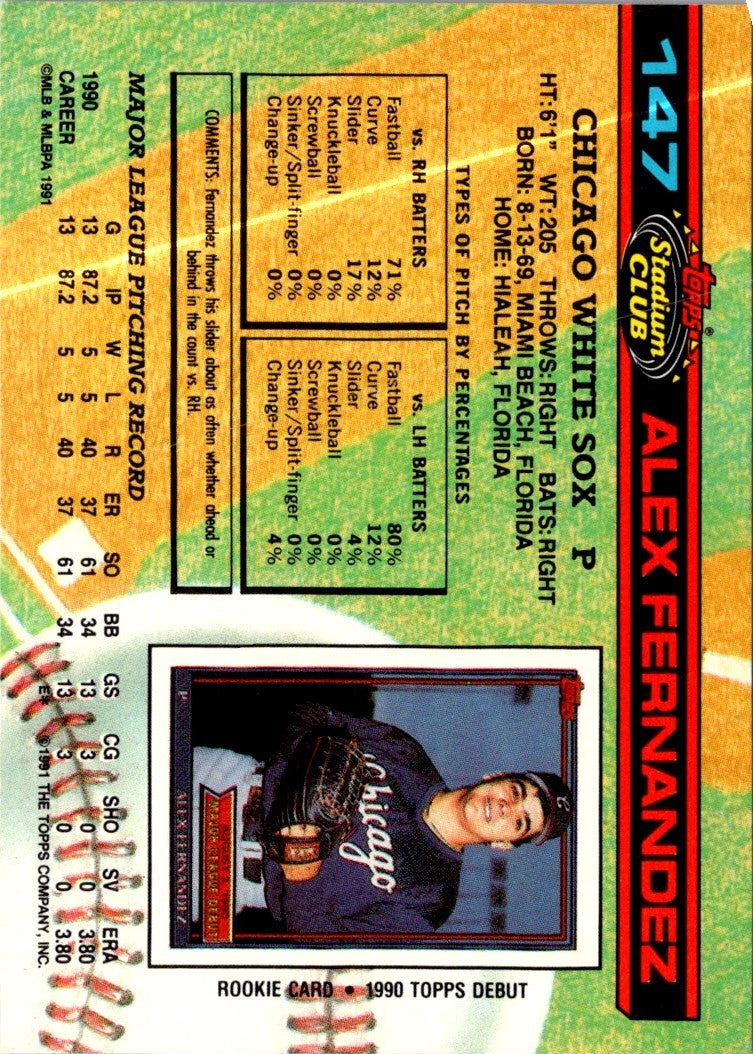 147 TOPPS® Stadium CLUB ALEX FERNANDEZ
CHICAGO WHITE SOX P
HT:6'1" WT:205 THROWS:RIGHT BATS:RIGHT
BORN: 8-13-69, MIAMI BEACH, FLORIDA
HOME: HIALEAH, FLORIDA
TYPES OF PITCH BY PERCENTAGES
vs. RH BATTERS
Fastball 71%
Curve 12%
Slider 17%
Knuckleball 0%
Screwball 0%
Sinker/Split-finger 0%
Change-up 0%
vs. LH BATTERS
Fastball 80%
Curve 12%
Slider 4%
Knuckleball 0%
Screwball 0%
Sinker/Split-finger 0%
Change-up 4%
COMMENTS: Fernandez throws his slider about as often whether ahead or
behind in the count vs. RH.
Topps
Chicago
MAJOR LEAGUE DEBUT
P ALEX FERNANDEZ
ROOKIE CARD • 1990 TOPPS DEBUT
MAJOR LEAGUE PITCHING RECORD
G IP W L R ER SO BB GS CG SHO SV ERA
1990 13 87.2 5 5 40 37 61 34 13 3 0 0 3.80
CAREER 13 87.2 5 5 40 37 61 34 13 3 0 0 3.80
©MLB & MLBPA 1991 E* ©1991 THE TOPPS COMPANY, INC.